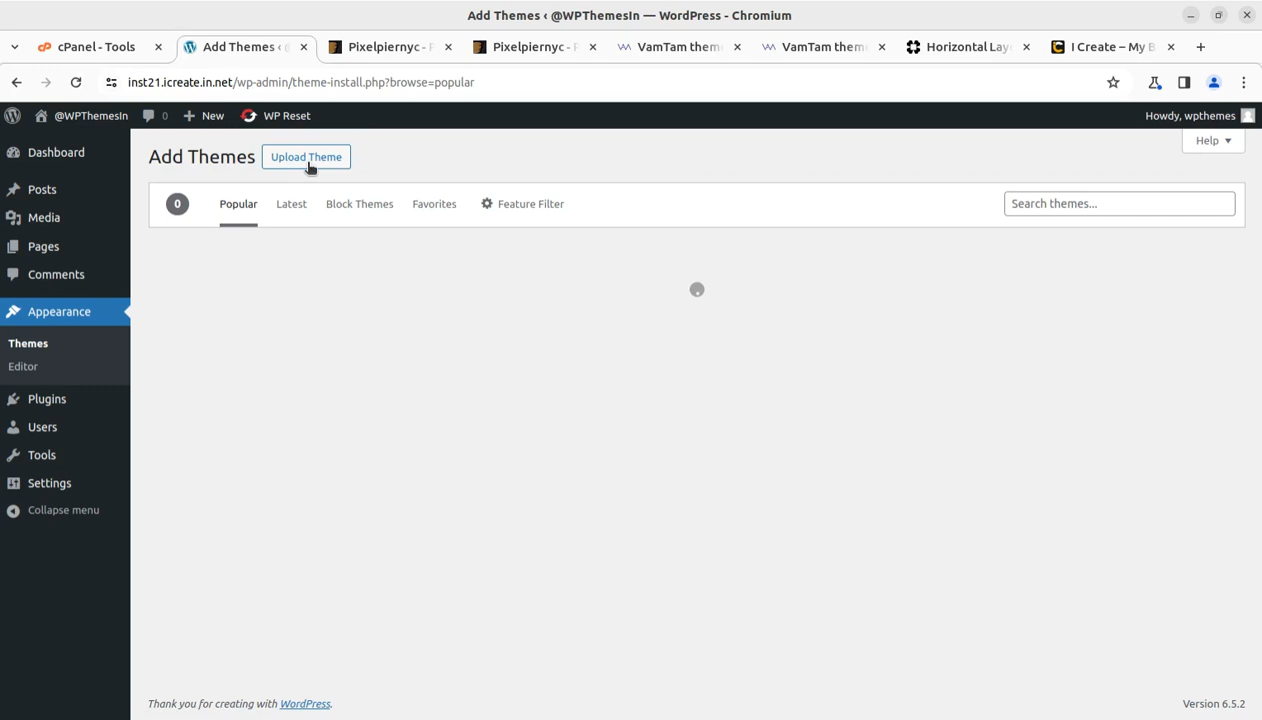 Add Themes ‹ @WPThemesIn — WordPress - Chromium
cPanel - Tools
Add Themes ‹
Pixelpiernyc -
Pixelpiernyc -
VamTam them
VamTam them
Horizontal Lay
I Create – My B
inst21.icreate.in.net/wp-admin/theme-install.php?browse=popular
@WPThemesIn 0 New WP Reset Howdy, wpthemes
Help
Add Themes Upload Theme
0 Popular Latest Block Themes Favorites Feature Filter Search themes...
Dashboard
Posts
Media
Pages
Comments
Appearance
Themes
Editor
Plugins
Users
Tools
Settings
Collapse menu
Thank you for creating with WordPress. Version 6.5.2